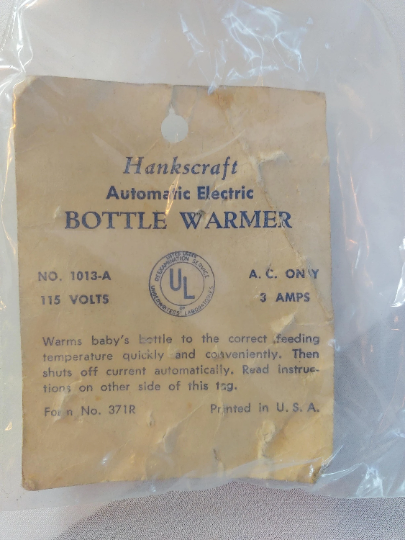 Hankscraft
Automatic Electric
BOTTLE WARMER
NO. 1013-A
115 VOLTS
UL
A. C. ONLY
3 AMPS
Warms baby's bottle to the correct feeding
temperature quickly and conveniently. Then
shuts off current automatically. Read instruc-
tions on other side of this tag.
Form No. 371R Printed in U. S. A.